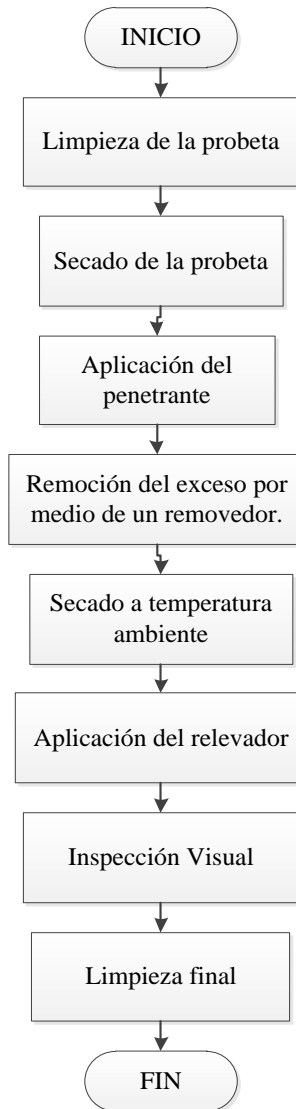 INICIO
Limpieza de la probeta
Secado de la probeta
Aplicación del
penetrante
Remoción del exceso por
medio de un removedor.
Secado a temperatura
ambiente
Aplicación del relevador
Inspección Visual
Limpieza final
FIN